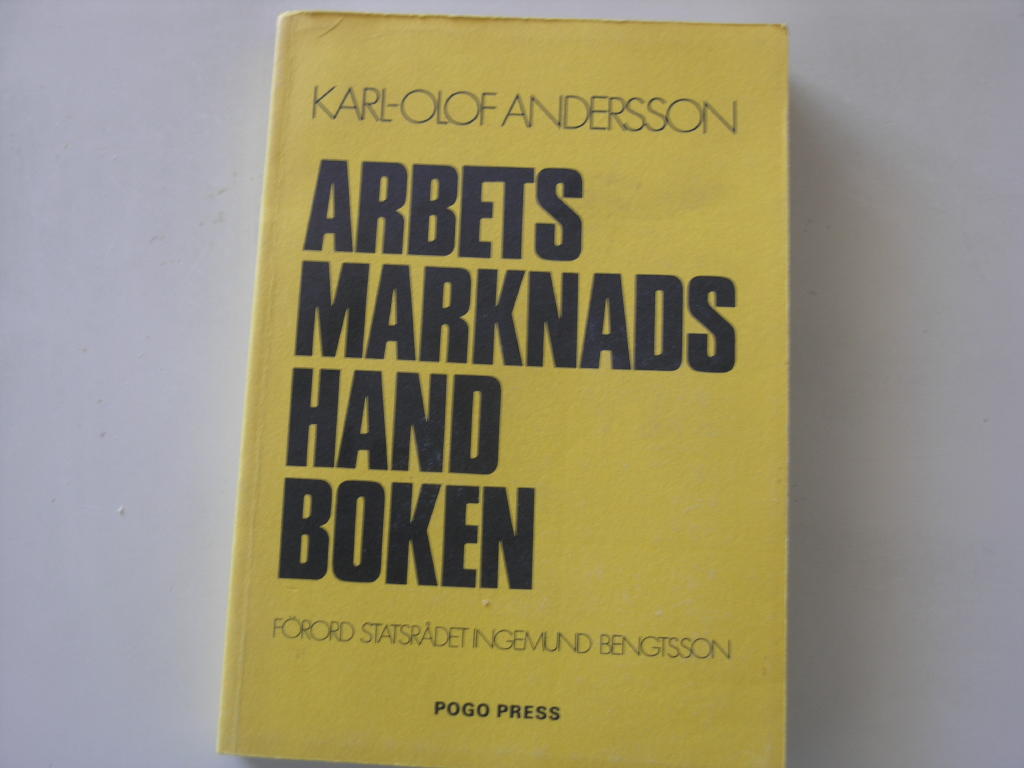 KARL-OLOF ANDERSSON
ARBETS
MARKNADS
HAND
BOKEN
FÖRORD STATSRÅDET INGEMUND BENGTSSON
POGO PRESS